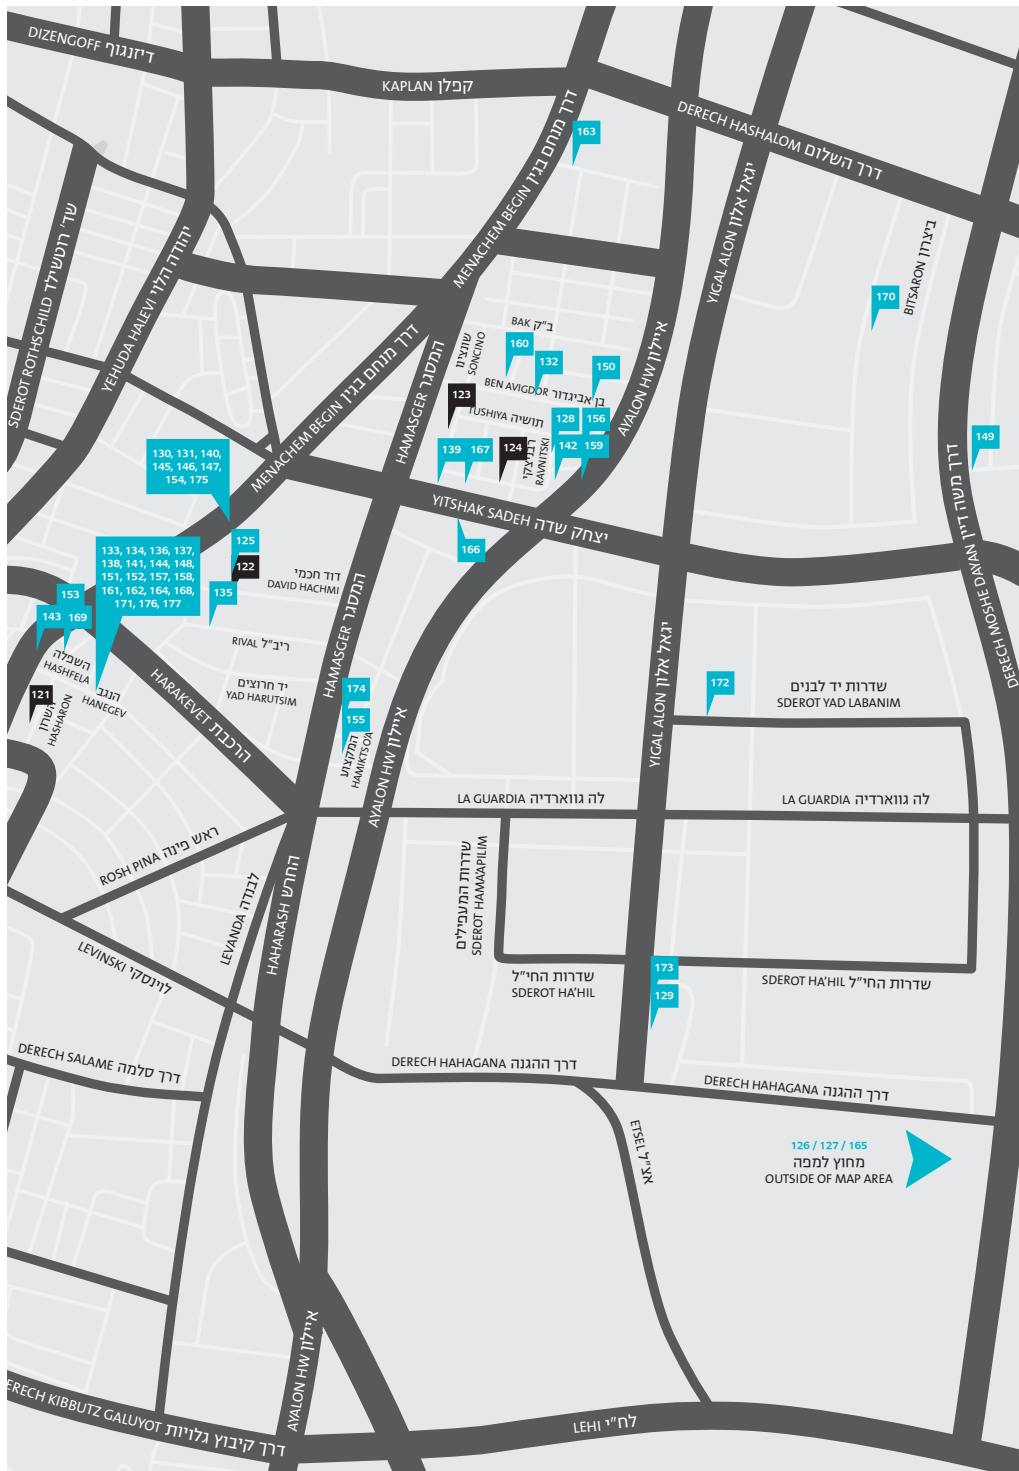 DIZENGOFF דיזנגוף
KAPLAN קפלן
דרך מנחם בגין MENACHEM BEGIN
163
DERECH HASHALOM דרך השלום
שד' רוטשילד SDEROT ROTHSCHILD
יהודה הלוי YEHUDA HALEVI
יגאל אלון YIGAL ALON
ביצרון BITSARON
170
BAK ב"ק
שונצינו
SONCINO
160
132
150
BEN AVIGDOR בן אביגדור
123
TUSHIYA תושיה
128
156
139
167
124
רבניצקי
RAVNITSKI
142
159
איילון AYALON HW
דרך מנחם בגין MENACHEM BEGIN
המסגר HAMASGER
149
דרך משה דיין DERECH MOSHE DAYAN
130, 131, 140,
145, 146, 147,
154, 175
YITSHAK SADEH יצחק שדה
166
125
122
133, 134, 136, 137,
138, 141, 144, 148,
151, 152, 157, 158,
161, 162, 164, 168,
171, 176, 177
דוד חכמי
DAVID HACHMI
135
153
143
169
המסגר HAMASGER
RIVAL ריב"ל
השפלה
HASHFELA
הנגב
HANEGEV
121
השרון
HASHARON
HARAKEVET הרכבת
יד חרוצים
YAD HARUTSIM
174
155
המקצוע
HAMIKTSO'A
איילון AYALON HW
יגאל אלון YIGAL ALON
172
שדרות יד לבנים
SDEROT YAD LABANIM
LA GUARDIA לה גווארדיה
LA GUARDIA לה גווארדיה
ROSH PINA ראש פינה
לבנדה LEVANDA
החרש HAHARASH
שדרות המעפילים
SDEROT HAMA'APILIM
LEVINSKI לוינסקי
שדרות החי"ל
SDEROT HA'HIL
173
129
SDEROT HA'HIL שדרות החי"ל
DERECH SALAME דרך סלמה
DERECH HAHAGANA דרך ההגנה
DERECH HAHAGANA דרך ההגנה
ETSEL אצ"ל
126 / 127 / 165
מחוץ למפה
OUTSIDE OF MAP AREA
איילון AYALON HW
ERECH KIBBUTZ GALUYOT דרך קיבוץ גלויות
LEHI לח"י